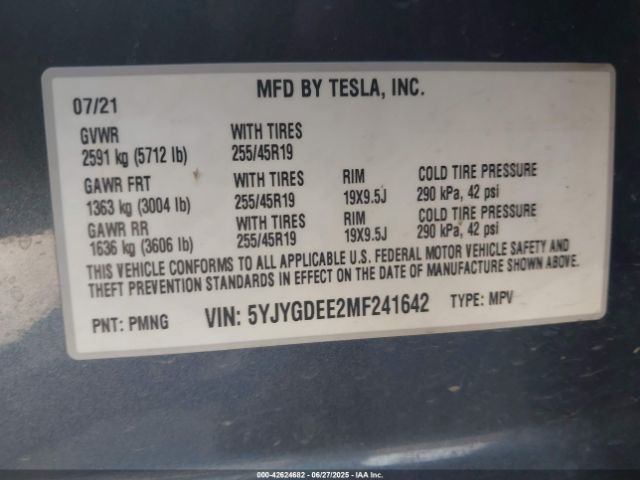 MFD BY TESLA, INC.
07/21
GVWR WITH TIRES
2591 kg (5712 lb) 255/45R19
GAWR FRT WITH TIRES RIM COLD TIRE PRESSURE
1363 kg (3004 lb) 255/45R19 19X9.5J 290 kPa, 42 psi
GAWR RR WITH TIRES RIM COLD TIRE PRESSURE
1636 kg (3606 lb) 255/45R19 19X9.5J 290 kPa, 42 psi
THIS VEHICLE CONFORMS TO ALL APPLICABLE U.S. FEDERAL MOTOR VEHICLE SAFETY AND
THEFT PREVENTION STANDARDS IN EFFECT ON THE DATE OF MANUFACTURE SHOWN ABOVE.
PNT: PMNG VIN: 5YJYGDEE2MF241642 TYPE: MPV
000-42624682 - 06/27/2025 - IAA Inc.